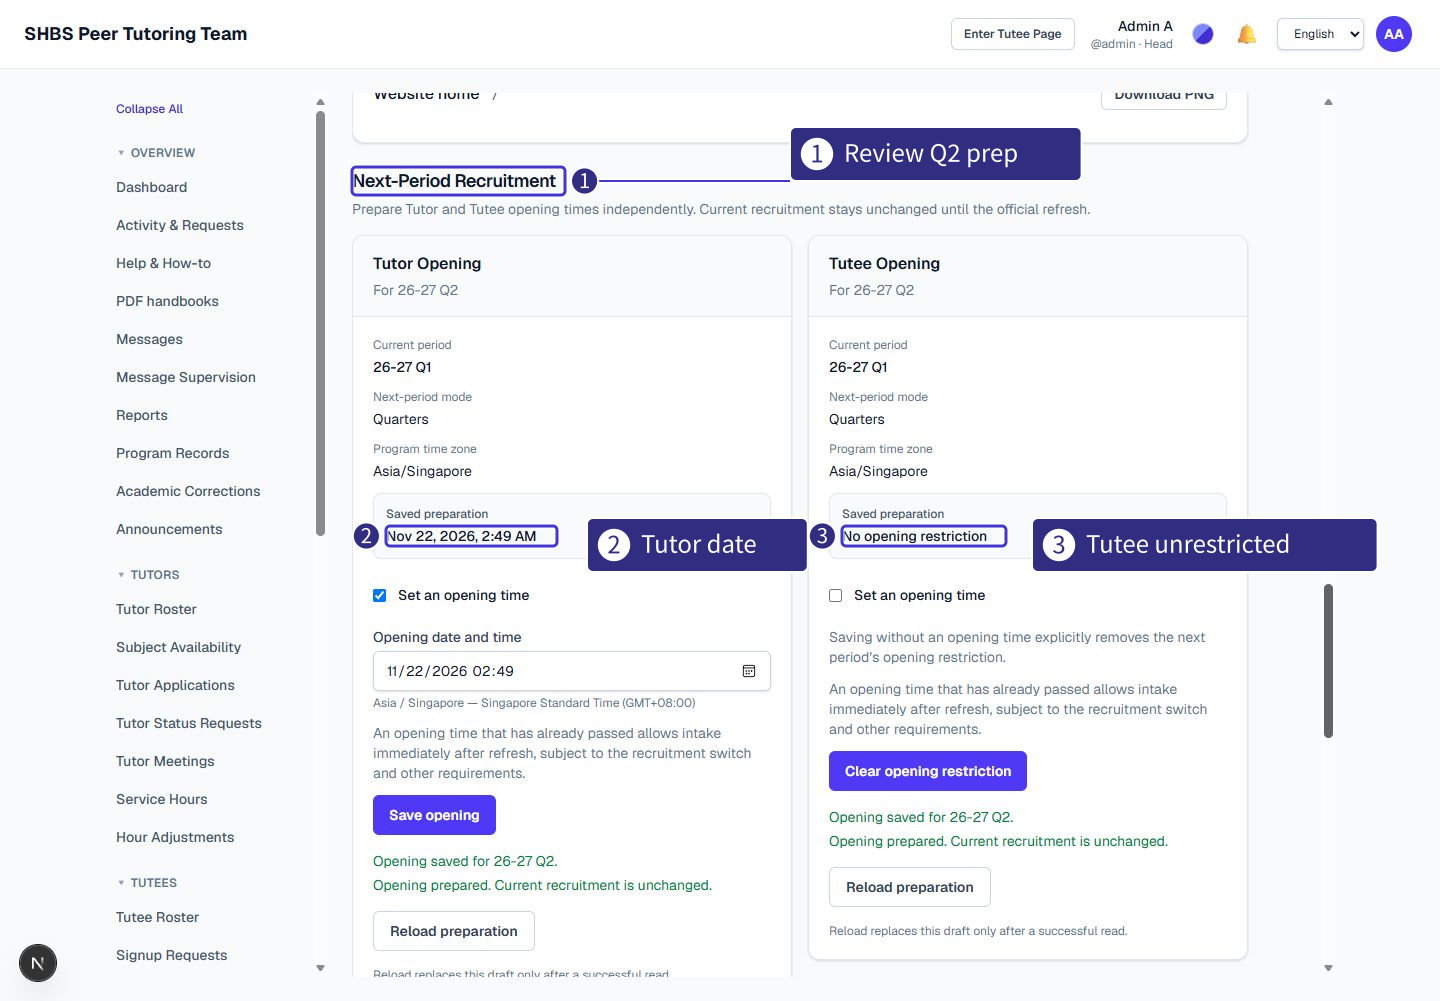 SHBS Peer Tutoring Team
Enter Tutee Page
Admin A
@admin · Head
English
AA
Collapse All
OVERVIEW
Dashboard
Activity & Requests
Help & How-to
PDF handbooks
Messages
Message Supervision
Reports
Program Records
Academic Corrections
Announcements
TUTORS
Tutor Roster
Subject Availability
Tutor Applications
Tutor Status Requests
Tutor Meetings
Service Hours
Hour Adjustments
TUTEES
Tutee Roster
Signup Requests
N
Website home /
Download PNG
1 Review Q2 prep
Next-Period Recruitment 1
Prepare Tutor and Tutee opening times independently. Current recruitment stays unchanged until the official refresh.
Tutor Opening
For 26-27 Q2
Current period
26-27 Q1
Next-period mode
Quarters
Program time zone
Asia/Singapore
Saved preparation
2 Nov 22, 2026, 2:49 AM
2 Tutor date
Set an opening time
Opening date and time
11/22/2026 02:49
Asia / Singapore — Singapore Standard Time (GMT+08:00)
An opening time that has already passed allows intake
immediately after refresh, subject to the recruitment switch
and other requirements.
Save opening
Opening saved for 26-27 Q2.
Opening prepared. Current recruitment is unchanged.
Reload preparation
Reload replaces this draft only after a successful read.
Tutee Opening
For 26-27 Q2
Current period
26-27 Q1
Next-period mode
Quarters
Program time zone
Asia/Singapore
Saved preparation
3 No opening restriction
3 Tutee unrestricted
Set an opening time
Saving without an opening time explicitly removes the next
period's opening restriction.
An opening time that has already passed allows intake
immediately after refresh, subject to the recruitment switch
and other requirements.
Clear opening restriction
Opening saved for 26-27 Q2.
Opening prepared. Current recruitment is unchanged.
Reload preparation
Reload replaces this draft only after a successful read.